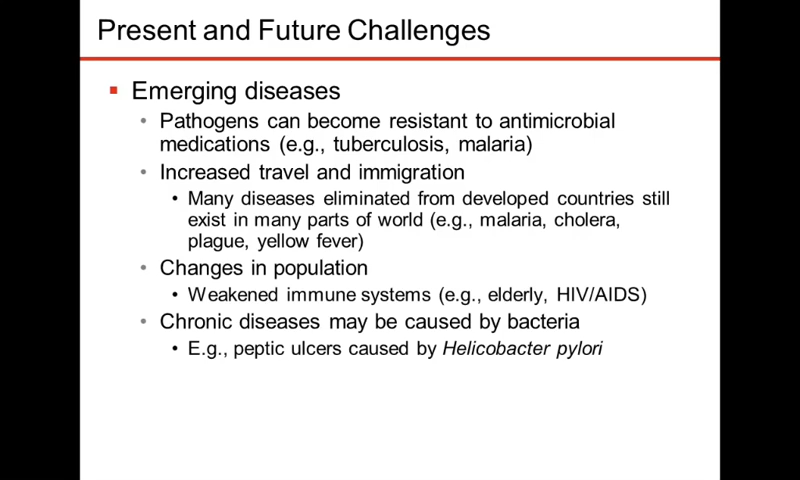 Present and Future Challenges
Emerging diseases
Pathogens can become resistant to antimicrobial
medications (e.g., tuberculosis, malaria)
Increased travel and immigration
Many diseases eliminated from developed countries still
exist in many parts of world (e.g., malaria, cholera,
plague, yellow fever)
Changes in population
Weakened immune systems (e.g., elderly, HIV/AIDS)
Chronic diseases may be caused by bacteria
E.g., peptic ulcers caused by Helicobacter pylori